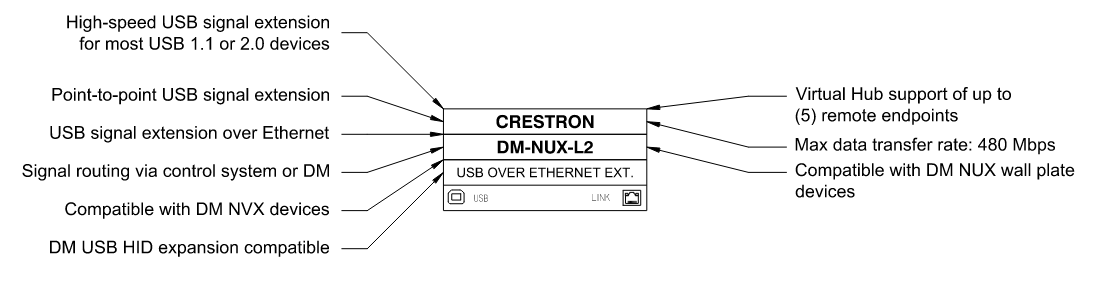 High-speed USB signal extension
for most USB 1.1 or 2.0 devices
Point-to-point USB signal extension
USB signal extension over Ethernet
Signal routing via control system or DM
Compatible with DM NVX devices
DM USB HID expansion compatible
CRESTRON
DM-NUX-L2
USB OVER ETHERNET EXT.
USB
LINK
Virtual Hub support of up to
(5) remote endpoints
Max data transfer rate: 480 Mbps
Compatible with DM NUX wall plate
devices